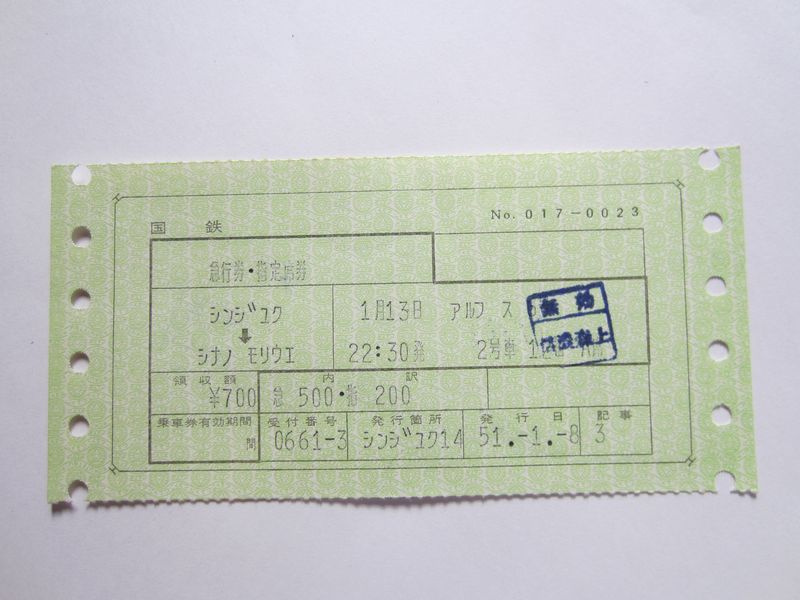 No. 017-0023
国鉄
急行券・指定席券
シンジユク
1月13日 アルプス
↓
シナノ モリウエ
22:30発 2号車
領収額 ¥700
内訳 急 500・指 200
乗車券有効期間 間
受付番号 0661-3
発行箇所 シンジユク14
発行日 51.-1.-8
記事 3
無効